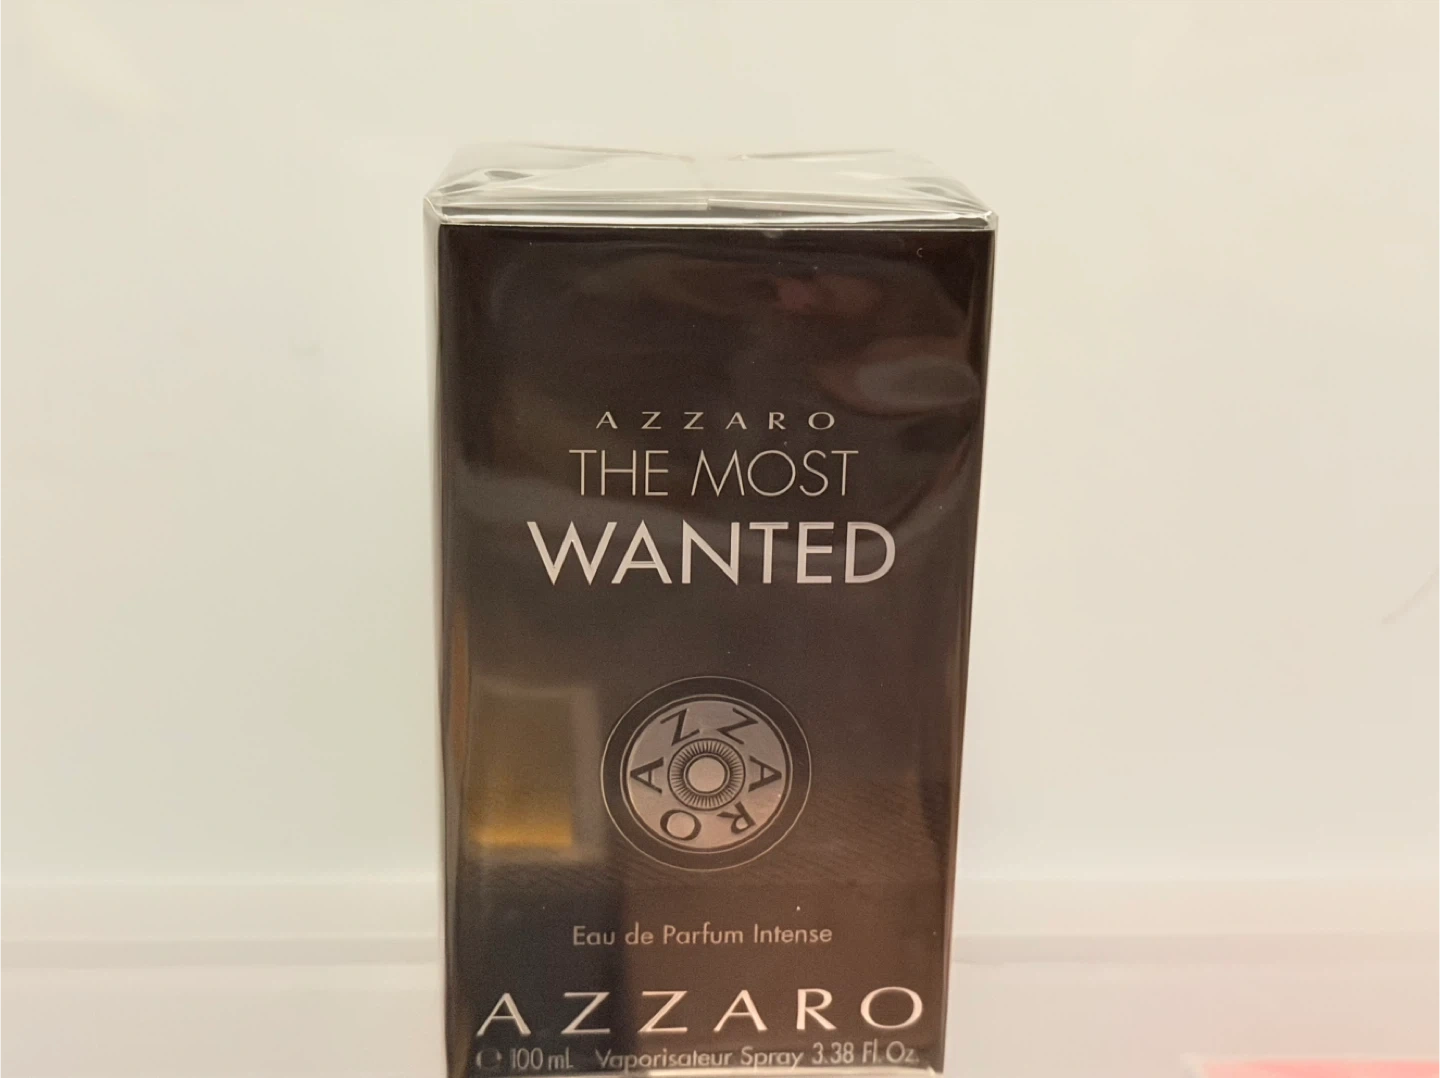 AZZARO
THE MOST
WANTED
AZZARO
Eau de Parfum Intense
AZZARO
℮ 100 mL Vaporisateur Spray 3.38 Fl. Oz.